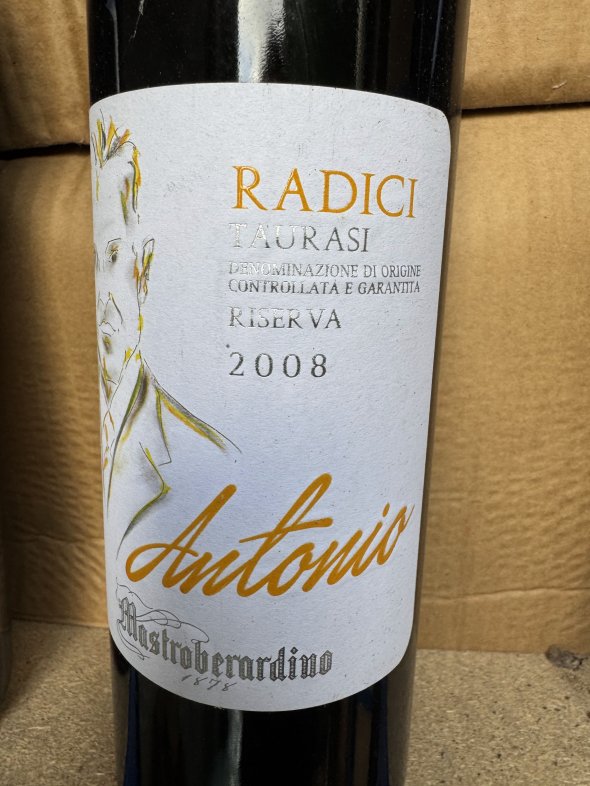 RADICI
TAURASI
DENOMINAZIONE DI ORIGINE
CONTROLLATA E GARANTITA
RISERVA
2008
Antonio
Mastroberardino
1878